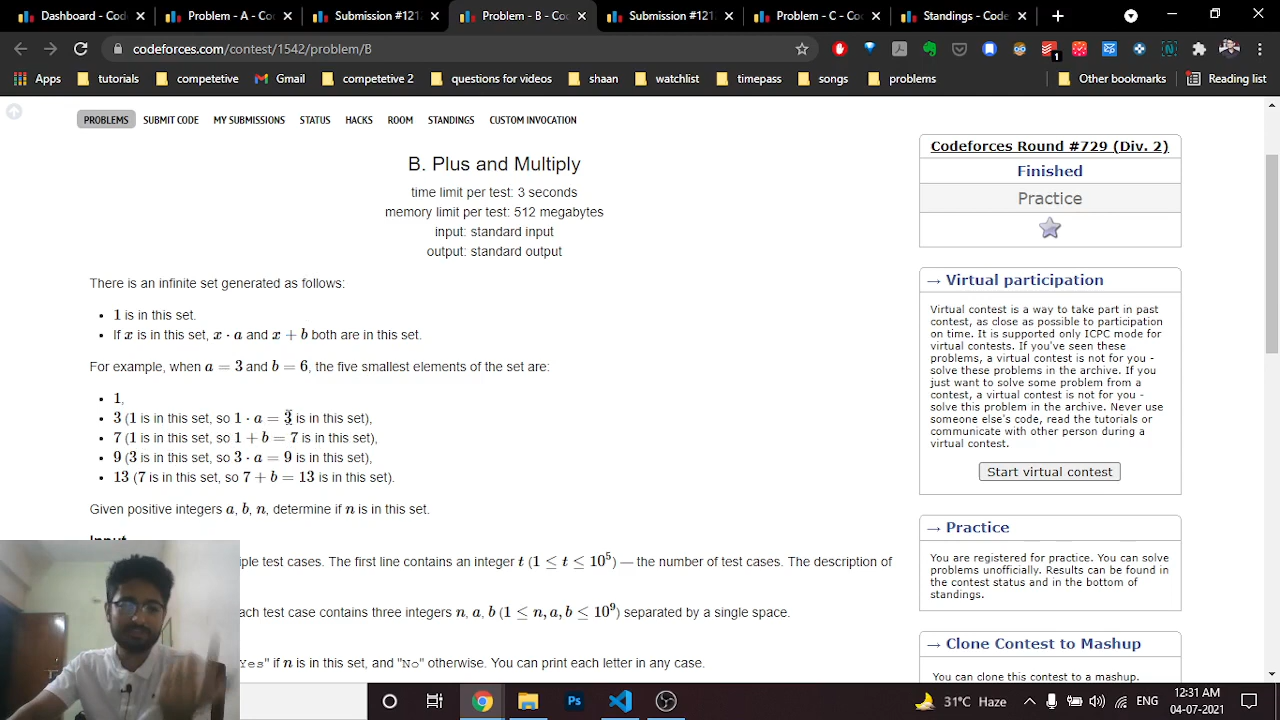 Dashboard - Cod
Problem - A - Co
Submission #121
Problem - B - Co
Submission #121
Problem - C - Co
Standings - Code
codeforces.com/contest/1542/problem/B
1
Apps
tutorials
competetive
Gmail
competetive 2
questions for videos
shaan
watchlist
timepass
songs
problems
Other bookmarks
Reading list
PROBLEMS
SUBMIT CODE
MY SUBMISSIONS
STATUS
HACKS
ROOM
STANDINGS
CUSTOM INVOCATION
B. Plus and Multiply
time limit per test: 3 seconds
memory limit per test: 512 megabytes
input: standard input
output: standard output
There is an infinite set generated as follows:
• 1 is in this set.
• If x is in this set, x · a and x + b both are in this set.
For example, when a = 3 and b = 6, the five smallest elements of the set are:
• 1,
• 3 (1 is in this set, so 1 · a = 3 is in this set),
• 7 (1 is in this set, so 1 + b = 7 is in this set),
• 9 (3 is in this set, so 3 · a = 9 is in this set),
• 13 (7 is in this set, so 7 + b = 13 is in this set).
Given positive integers a, b, n, determine if n is in this set.
Input
iple test cases. The first line contains an integer t (1 ≤ t ≤ 10⁵) — the number of test cases. The description of
ach test case contains three integers n, a, b (1 ≤ n, a, b ≤ 10⁹) separated by a single space.
Yes" if n is in this set, and "No" otherwise. You can print each letter in any case.
Codeforces Round #729 (Div. 2)
Finished
Practice
→ Virtual participation
Virtual contest is a way to take part in past
contest, as close as possible to participation
on time. It is supported only ICPC mode for
virtual contests. If you've seen these
problems, a virtual contest is not for you -
solve these problems in the archive. If you
just want to solve some problem from a
contest, a virtual contest is not for you -
solve this problem in the archive. Never use
someone else's code, read the tutorials or
communicate with other person during a
virtual contest.
Start virtual contest
→ Practice
You are registered for practice. You can solve
problems unofficially. Results can be found in
the contest status and in the bottom of
standings.
→ Clone Contest to Mashup
You can clone this contest to a mashup.
Ps
31°C Haze
ENG
12:31 AM
04-07-2021